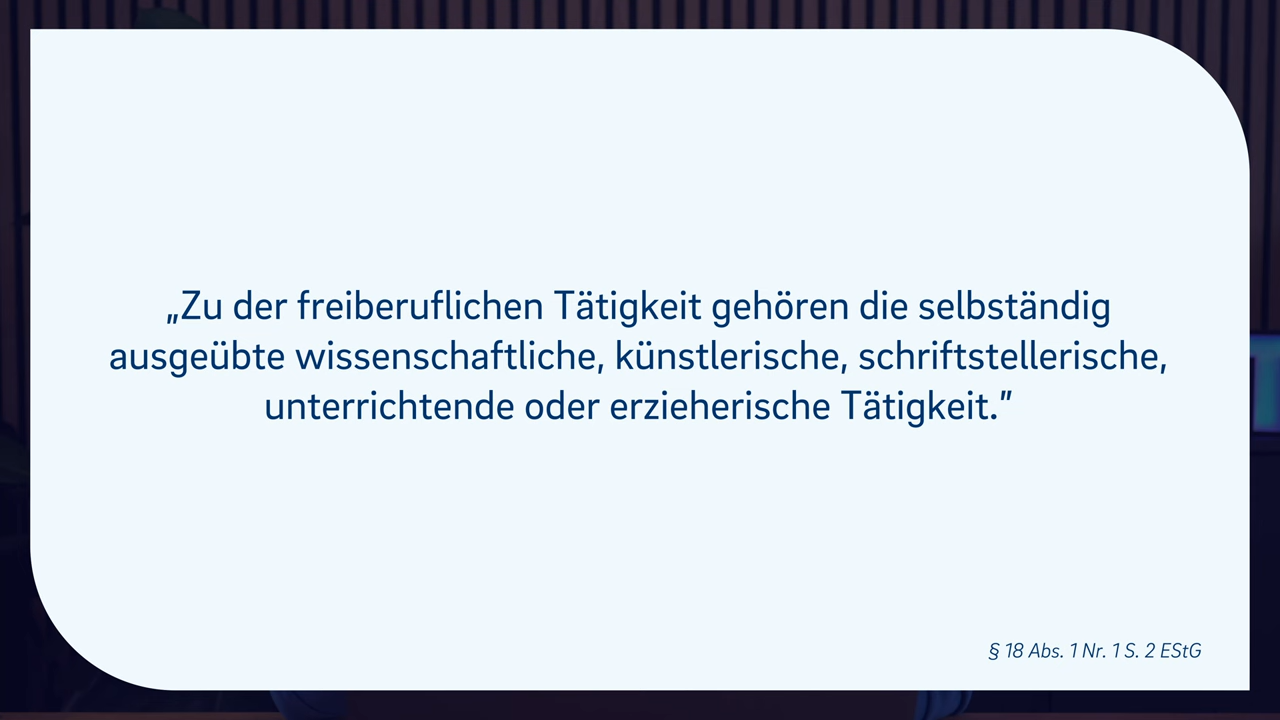 „Zu der freiberuflichen Tätigkeit gehören die selbständig
ausgeübte wissenschaftliche, künstlerische, schriftstellerische,
unterrichtende oder erzieherische Tätigkeit.”
§ 18 Abs. 1 Nr. 1 S. 2 EStG